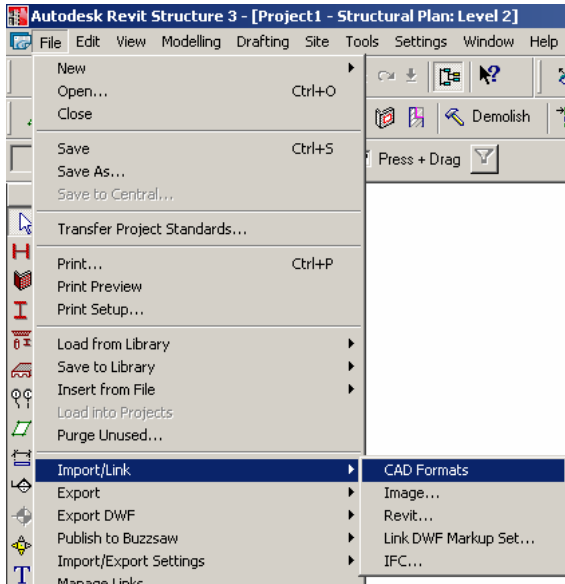 Autodesk Revit Structure 3 - [Project1 - Structural Plan: Level 2]
File Edit View Modelling Drafting Site Tools Settings Window Help
New
Open... Ctrl+O
Close
Demolish
Save Ctrl+S
Press + Drag
Save As...
Save to Central...
Transfer Project Standards...
Print... Ctrl+P
Print Preview
Print Setup...
Load from Library
Save to Library
Insert from File
Load into Projects
Purge Unused...
Import/Link CAD Formats
Export Image...
Export DWF Revit...
Publish to Buzzsaw Link DWF Markup Set...
Import/Export Settings IFC...
Manage Links